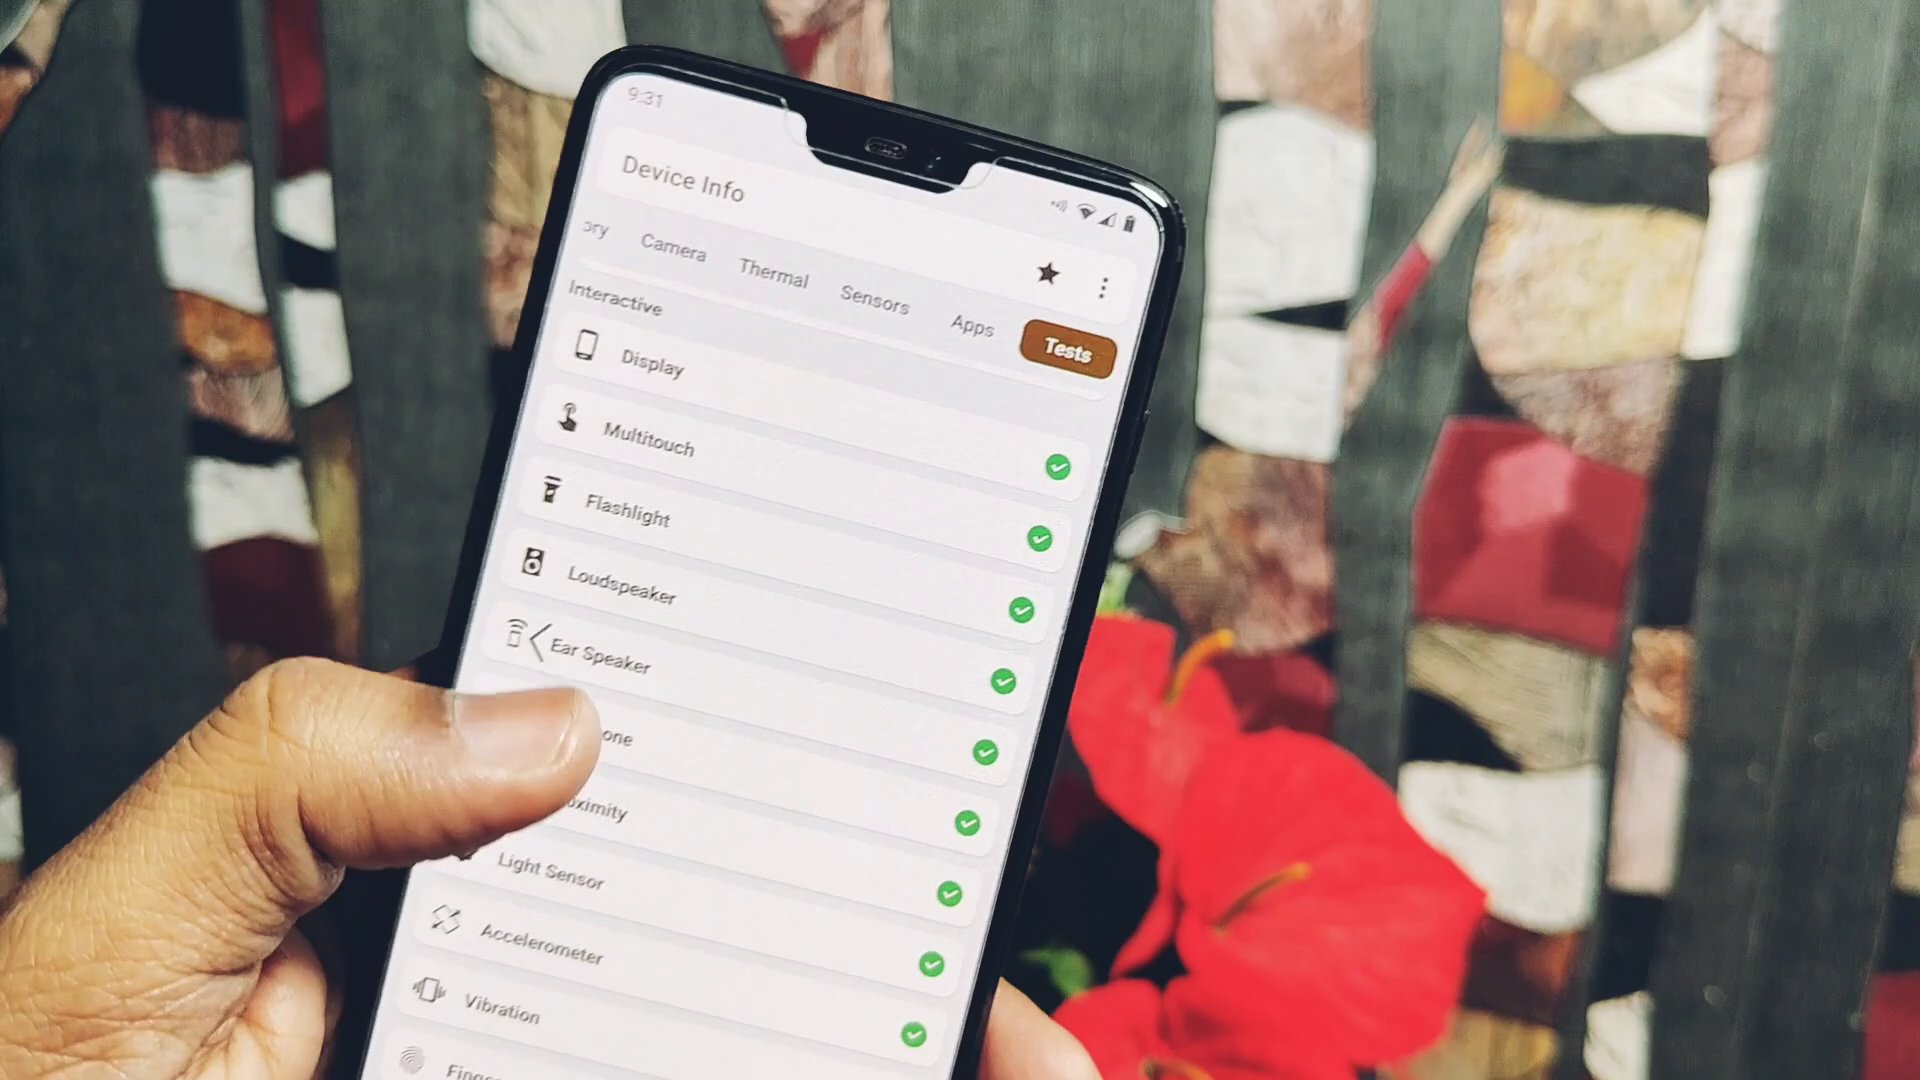 9:31
Device Info
ory Camera Thermal Sensors Apps Tests
Interactive
Display
Multitouch
Flashlight
Loudspeaker
Ear Speaker
one
oximity
Light Sensor
Accelerometer
Vibration